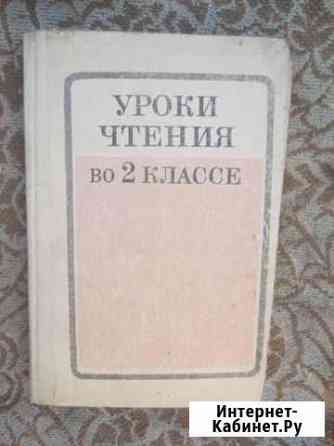 УРОКИ
ЧТЕНИЯ
ВО 2 КЛАССЕ
Интернет-
Кабинет.Ру